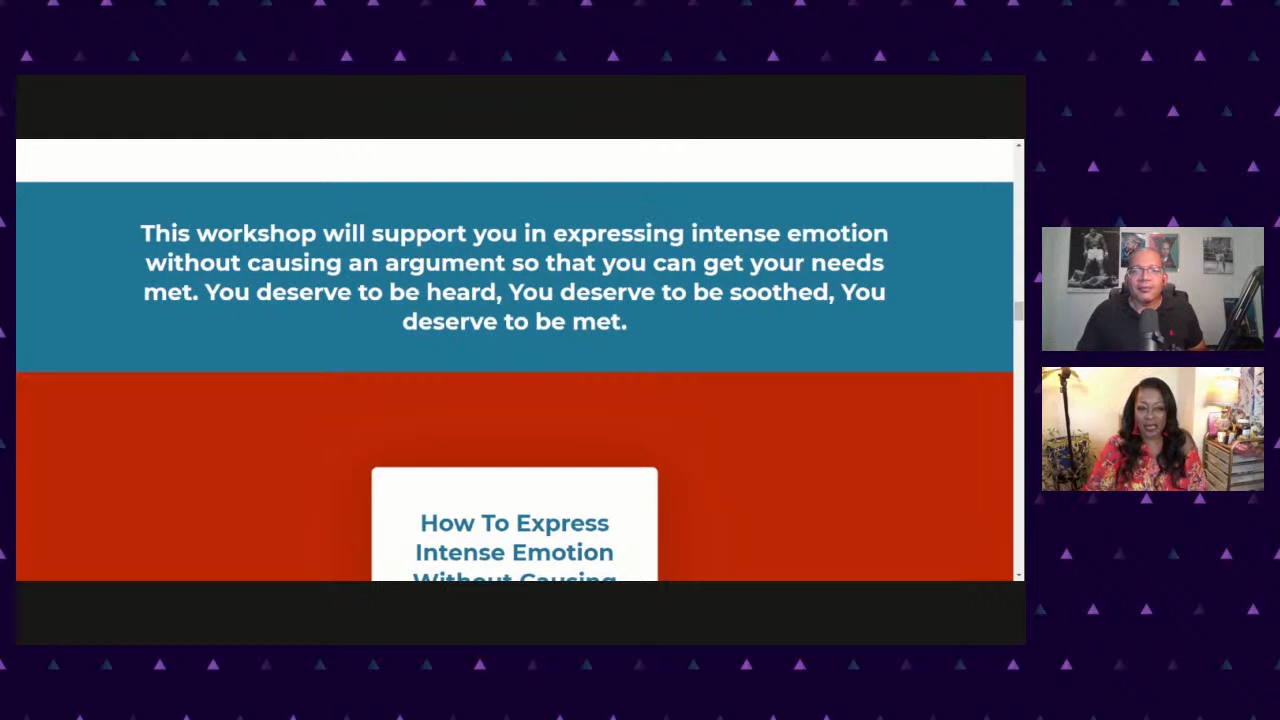 This workshop will support you in expressing intense emotion
without causing an argument so that you can get your needs
met. You deserve to be heard, You deserve to be soothed, You
deserve to be met.
How To Express
Intense Emotion
Without Causing